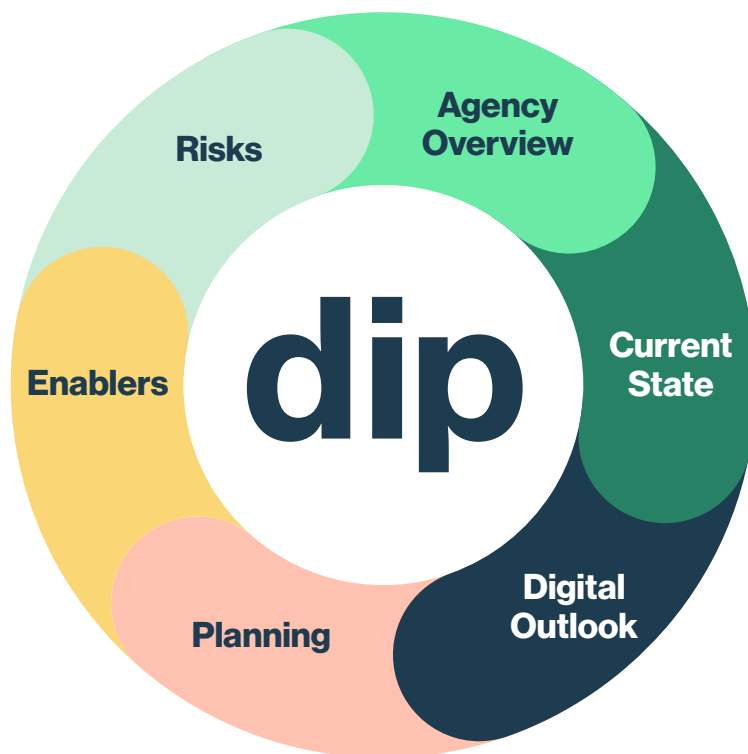 Agency
Overview
Current
State
Digital
Outlook
Planning
Enablers
Risks
dip